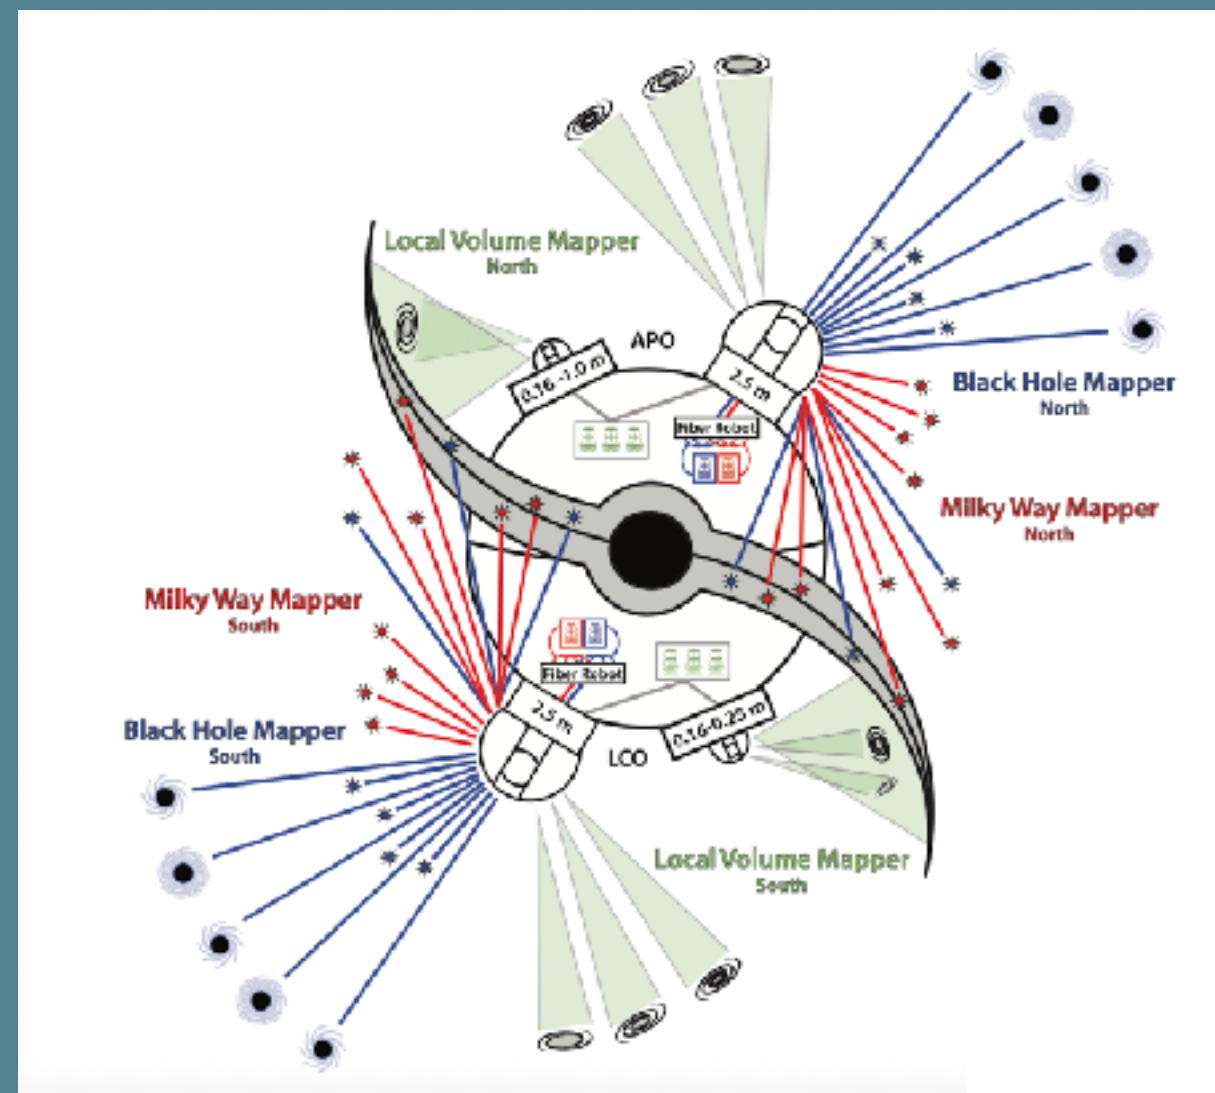 Local Volume Mapper
North
APO
0.16 -1.0 m
2.5 m
Fiber Robot
Black Hole Mapper
North
Milky Way Mapper
North
Milky Way Mapper
South
Fiber Robot
Black Hole Mapper
South
2.5 m
0.16-0.25 m
LCO
Local Volume Mapper
South